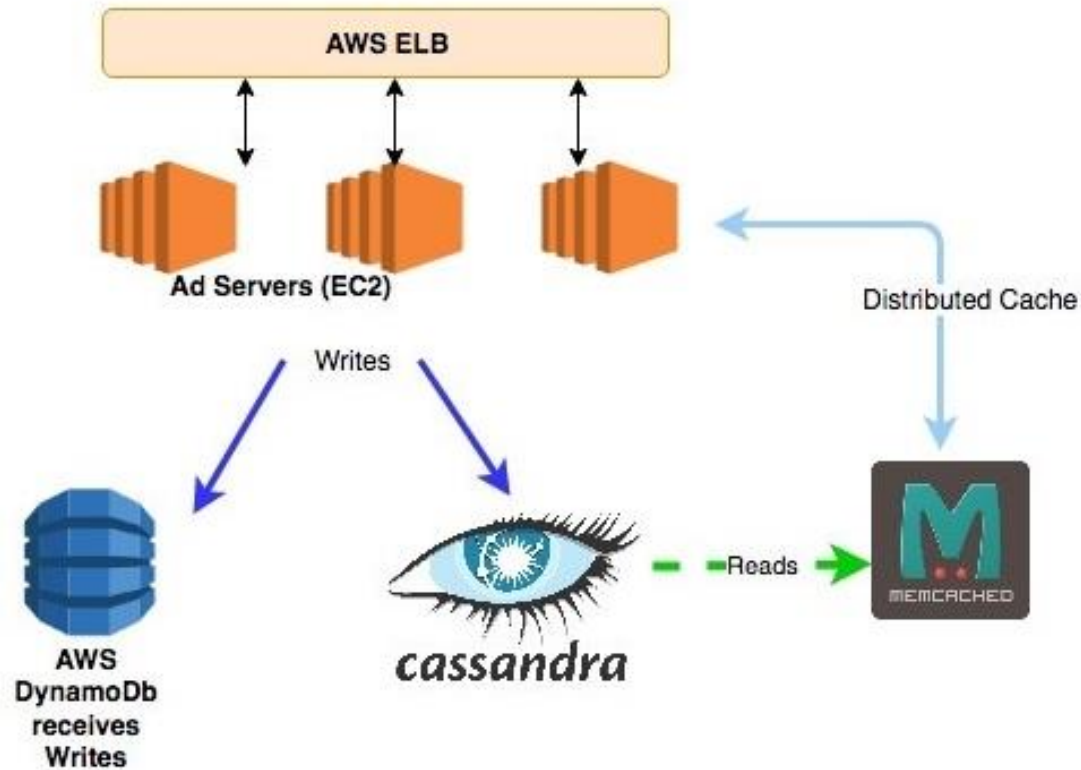 AWS ELB
Ad Servers (EC2)
Distributed Cache
Writes
Reads
MEMCACHED
cassandra
AWS
DynamoDb
receives
Writes